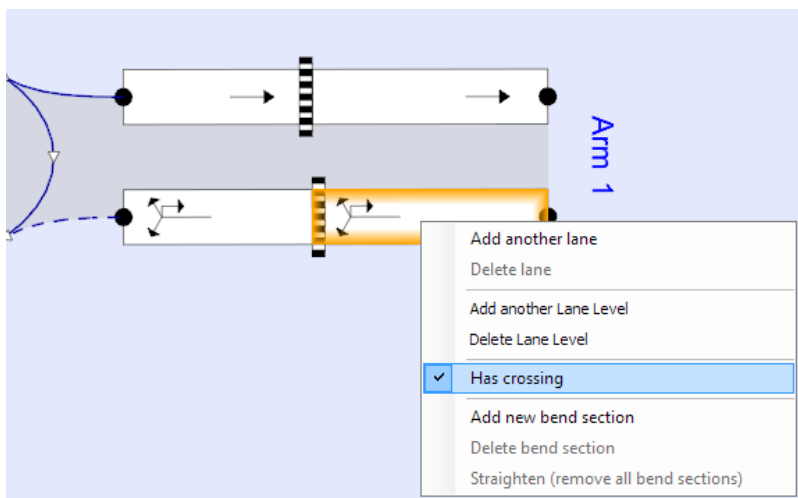 Arm 1
Add another lane
Delete lane
Add another Lane Level
Delete Lane Level
Has crossing
Add new bend section
Delete bend section
Straighten (remove all bend sections)